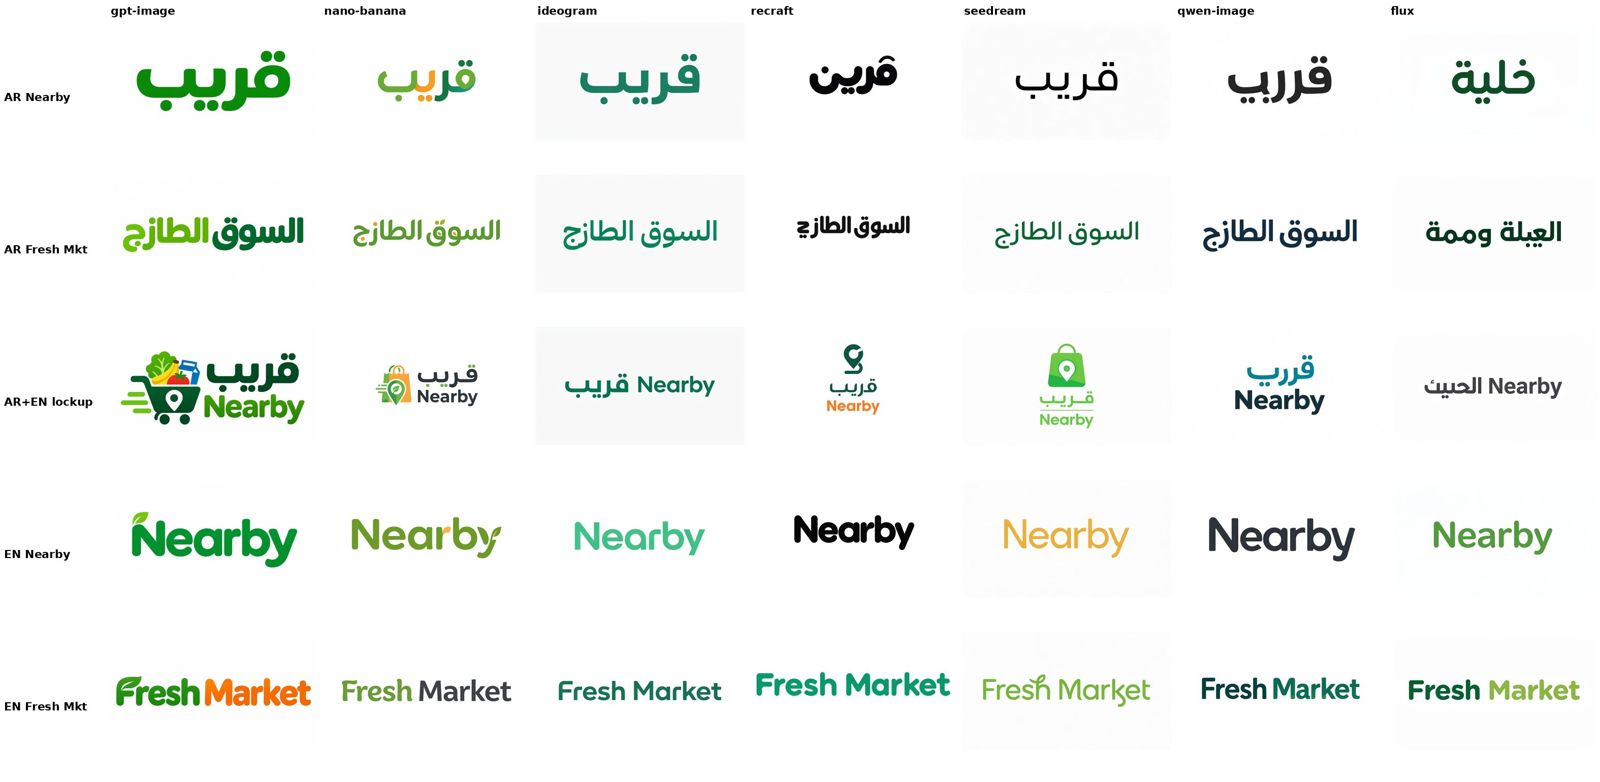 gpt-image nano-banana ideogram recraft seedream qwen-image flux
AR Nearby قريب قريب قريب قرين قريب قرربي خلية
AR Fresh Mkt السوق الطازج السوق الطازج السوق الطازج السوق الطازج السوق الطازج السوق الطازج العبلة وممة
AR+EN lockup
قريب
Nearby
قريب
Nearby
قريب Nearby
قريب
Nearby
قريب
Nearby
قررب
Nearby
Nearby
EN Nearby Nearby Nearby Nearby Nearby Nearby Nearby Nearby
EN Fresh Mkt Fresh Market Fresh Market Fresh Market Fresh Market Fresh Market Fresh Market Fresh Market